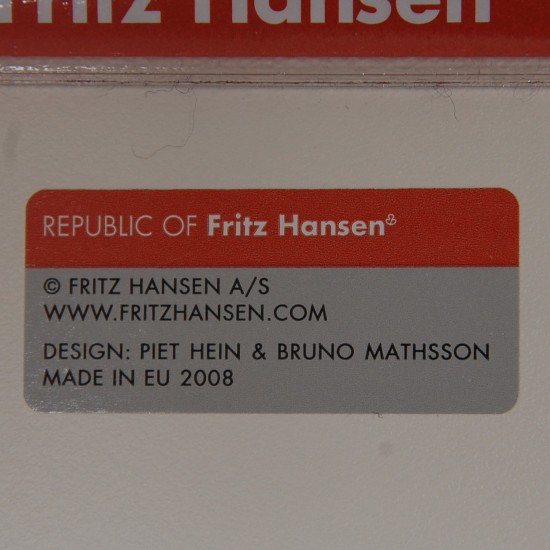 Fritz Hansen
REPUBLIC OF Fritz Hansen
© FRITZ HANSEN A/S
WWW.FRITZHANSEN.COM
DESIGN: PIET HEIN & BRUNO MATHSSON
MADE IN EU 2008